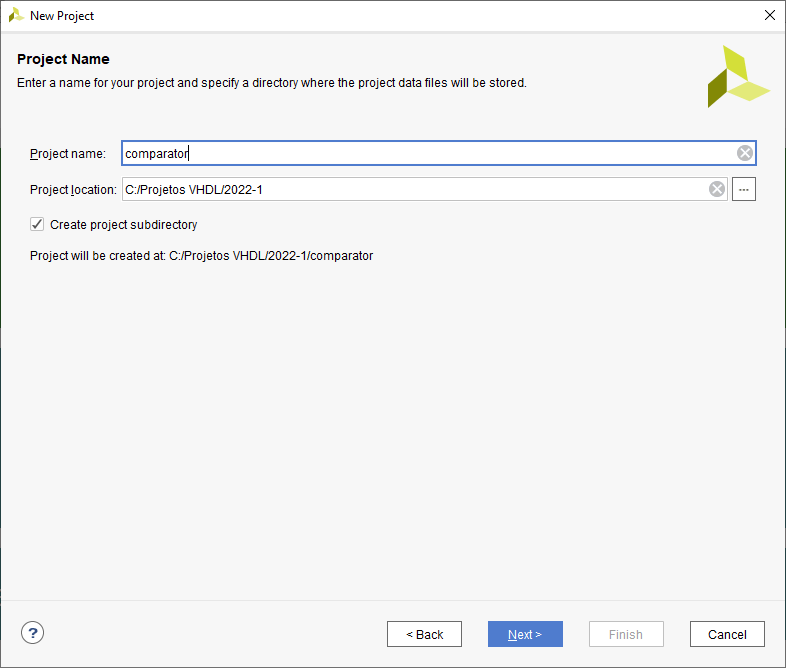 New Project
Project Name
Enter a name for your project and specify a directory where the project data files will be stored.
Project name: comparator
Project location: C:/Projetos VHDL/2022-1 ...
Create project subdirectory
Project will be created at: C:/Projetos VHDL/2022-1/comparator
? < Back Next > Finish Cancel